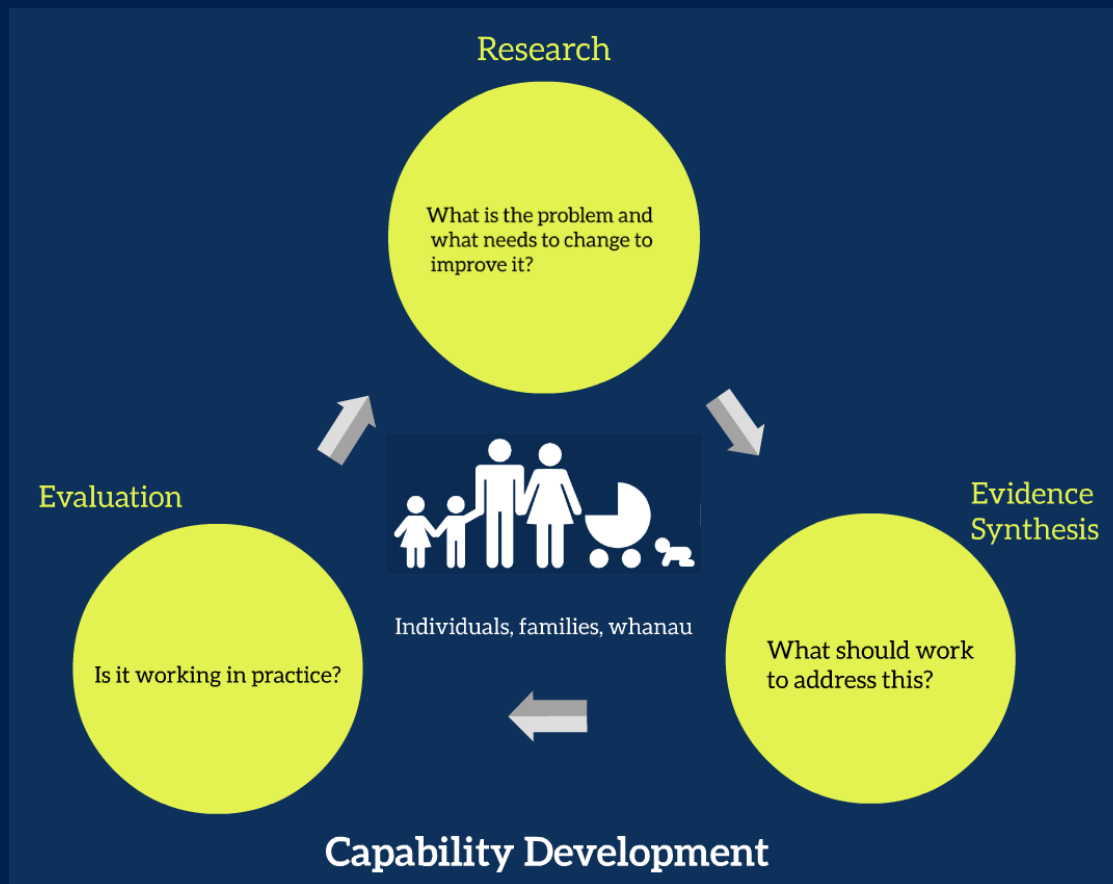 Research
What is the problem and
what needs to change to
improve it?
Evaluation
Evidence
Synthesis
Individuals, families, whanau
Is it working in practice?
What should work
to address this?
Capability Development